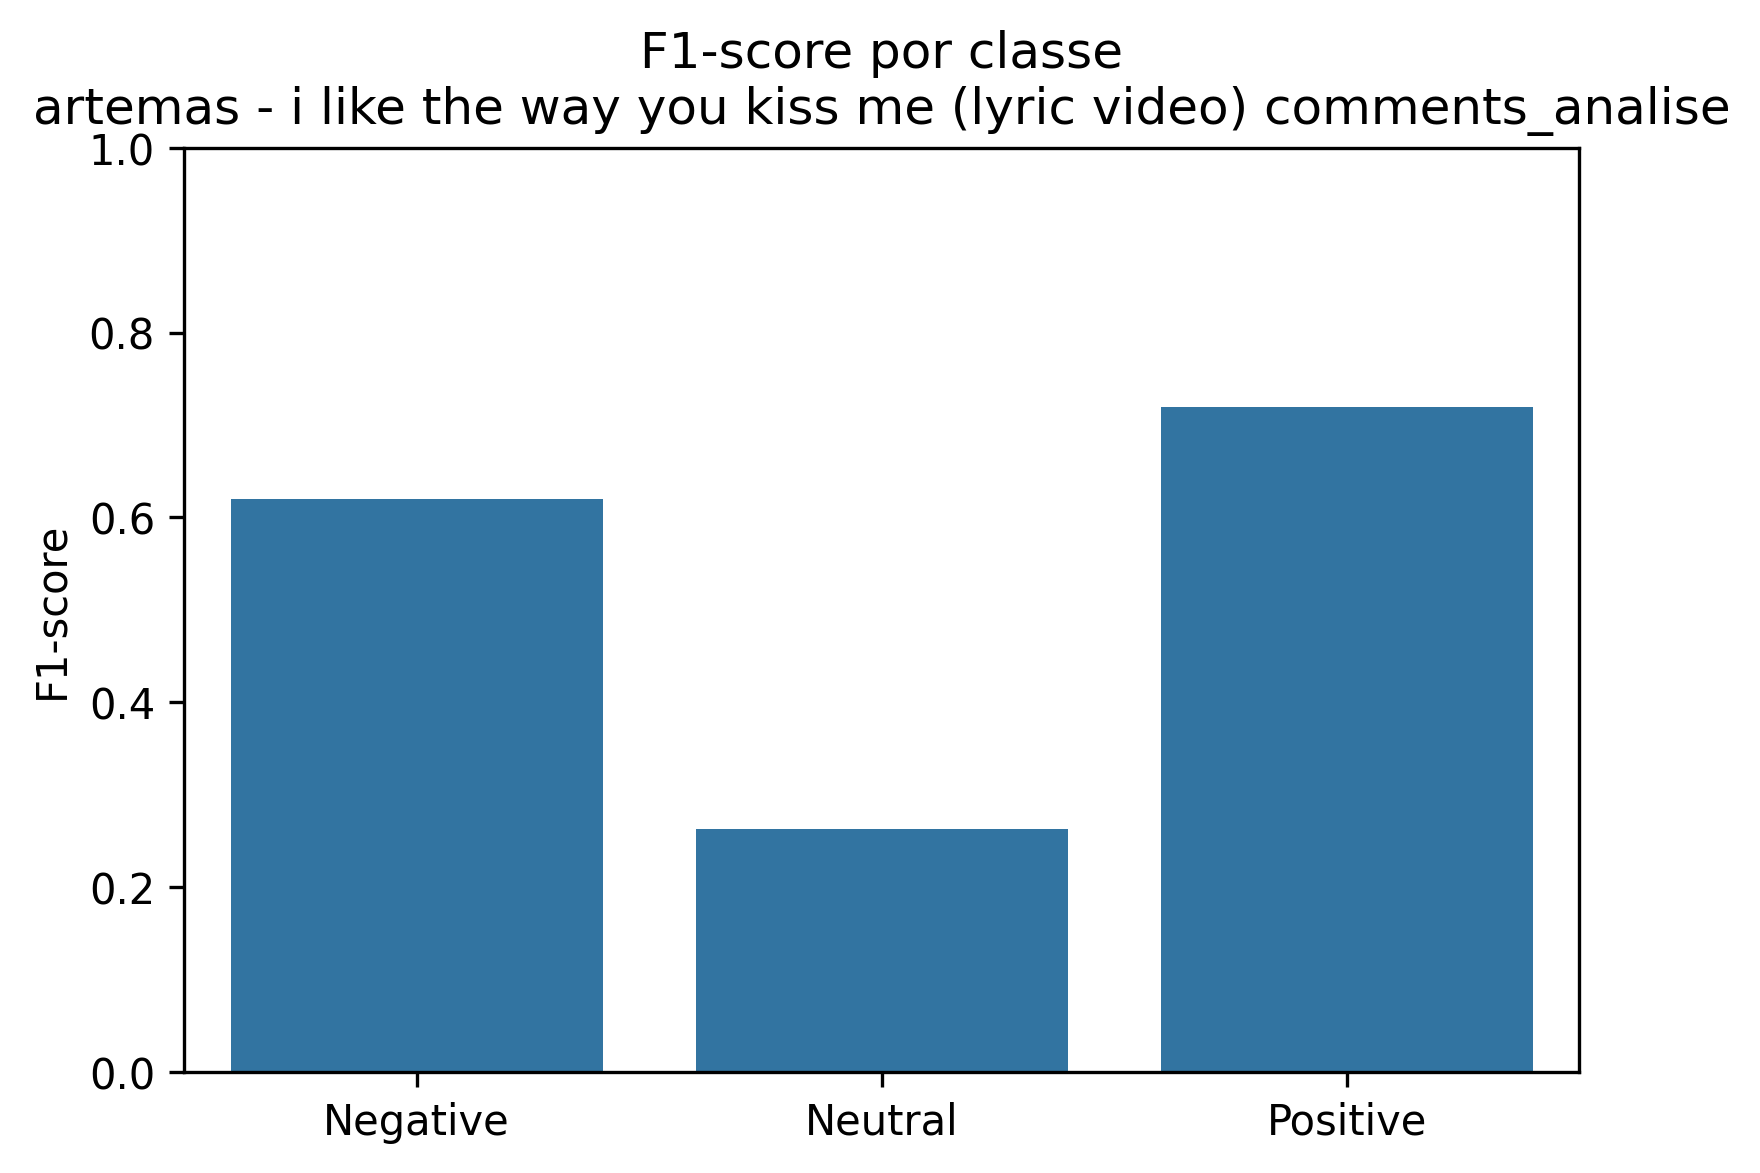 F1-score por classe
artemas - i like the way you kiss me (lyric video) comments_analise
1.0
0.8
0.6
0.4
0.2
0.0
F1-score
Negative
Neutral
Positive